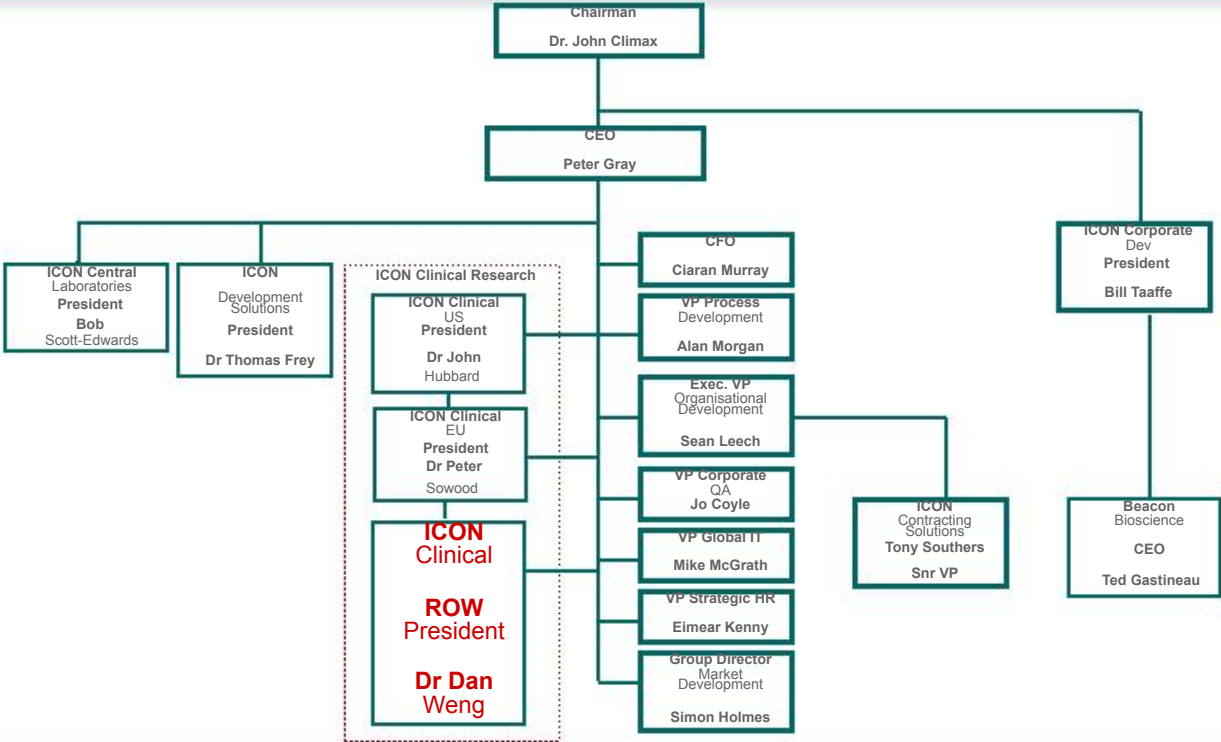 Chairman
Dr. John Climax
CEO
Peter Gray
ICON Central
Laboratories
President
Bob
Scott-Edwards
ICON
Development
Solutions
President
Dr Thomas Frey
ICON Clinical Research
ICON Clinical
US
President
Dr John
Hubbard
ICON Clinical
EU
President
Dr Peter
Sowood
ICON
Clinical
ROW
President
Dr Dan
Weng
CFO
Ciaran Murray
VP Process
Development
Alan Morgan
Exec. VP
Organisational
Development
Sean Leech
VP Corporate
QA
Jo Coyle
VP Global IT
Mike McGrath
VP Strategic HR
Eimear Kenny
Group Director
Market
Development
Simon Holmes
ICON
Contracting
Solutions
Tony Southers
Snr VP
ICON Corporate
Dev
President
Bill Taaffe
Beacon
Bioscience
CEO
Ted Gastineau